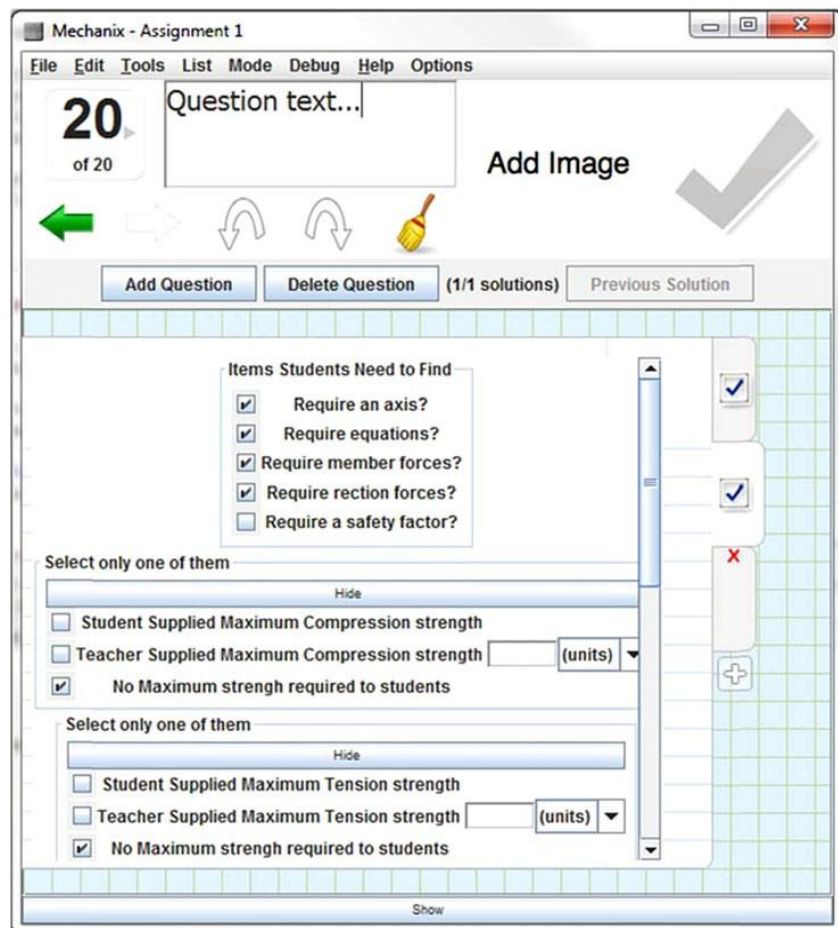 Mechanix - Assignment 1
File Edit Tools List Mode Debug Help Options
20
of 20
Question text...
Add Image
Add Question Delete Question (1/1 solutions) Previous Solution
Items Students Need to Find
Require an axis?
Require equations?
Require member forces?
Require rection forces?
Require a safety factor?
Select only one of them
Hide
Student Supplied Maximum Compression strength
Teacher Supplied Maximum Compression strength (units)
No Maximum strengh required to students
Select only one of them
Hide
Student Supplied Maximum Tension strength
Teacher Supplied Maximum Tension strength (units)
No Maximum strengh required to students
Show